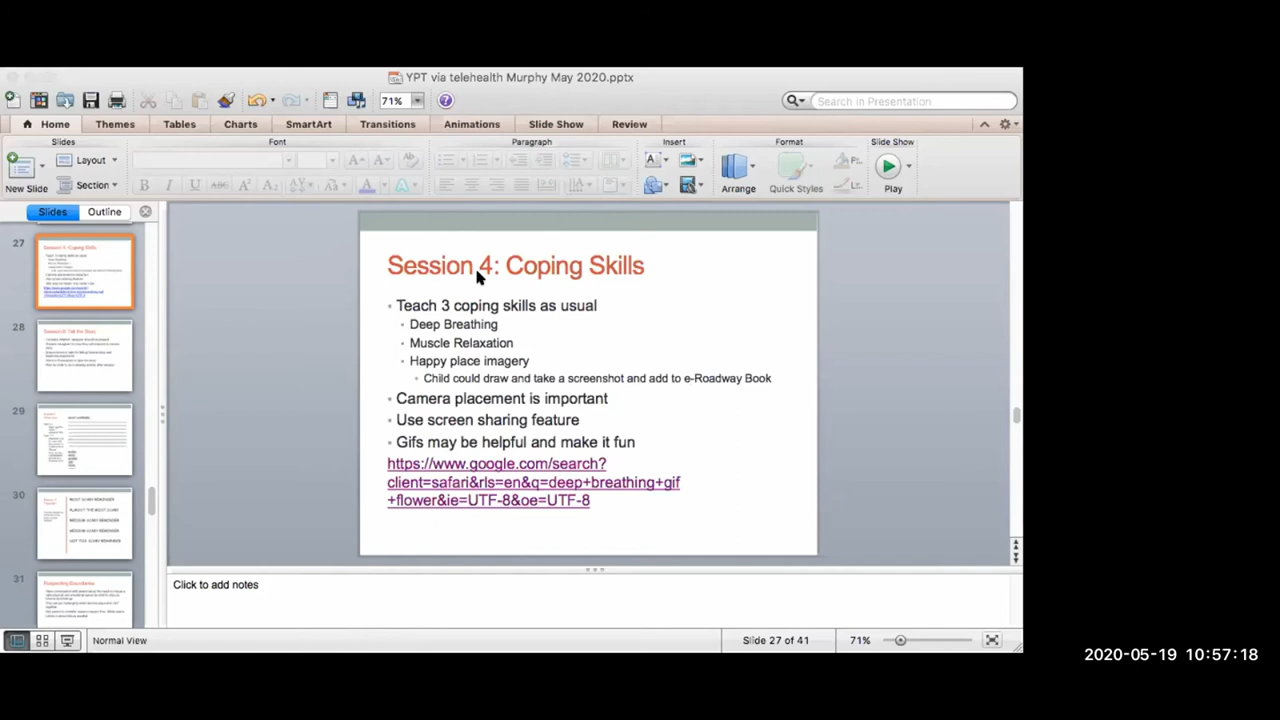 YPT via telehealth Murphy May 2020.pptx
71%
Search in Presentation
Home Themes Tables Charts SmartArt Transitions Animations Slide Show Review
Slides Font Paragraph Insert Format Slide Show
New Slide
Layout
Section
Arrange
Quick Styles
Play
Slides Outline
27
28
29
30
31
Session 4: Coping Skills
Teach 3 coping skills as usual
Deep Breathing
Muscle Relaxation
Happy place imagery
Child could draw and take a screenshot and add to e-Roadway Book
Camera placement is important
Use screen sharing feature
Gifs may be helpful and make it fun
https://www.google.com/search?
client=safari&rls=en&q=deep+breathing+gif
+flower&ie=UTF-8&oe=UTF-8
Click to add notes
Normal View
Slide 27 of 41
71%
2020-05-19 10:57:18